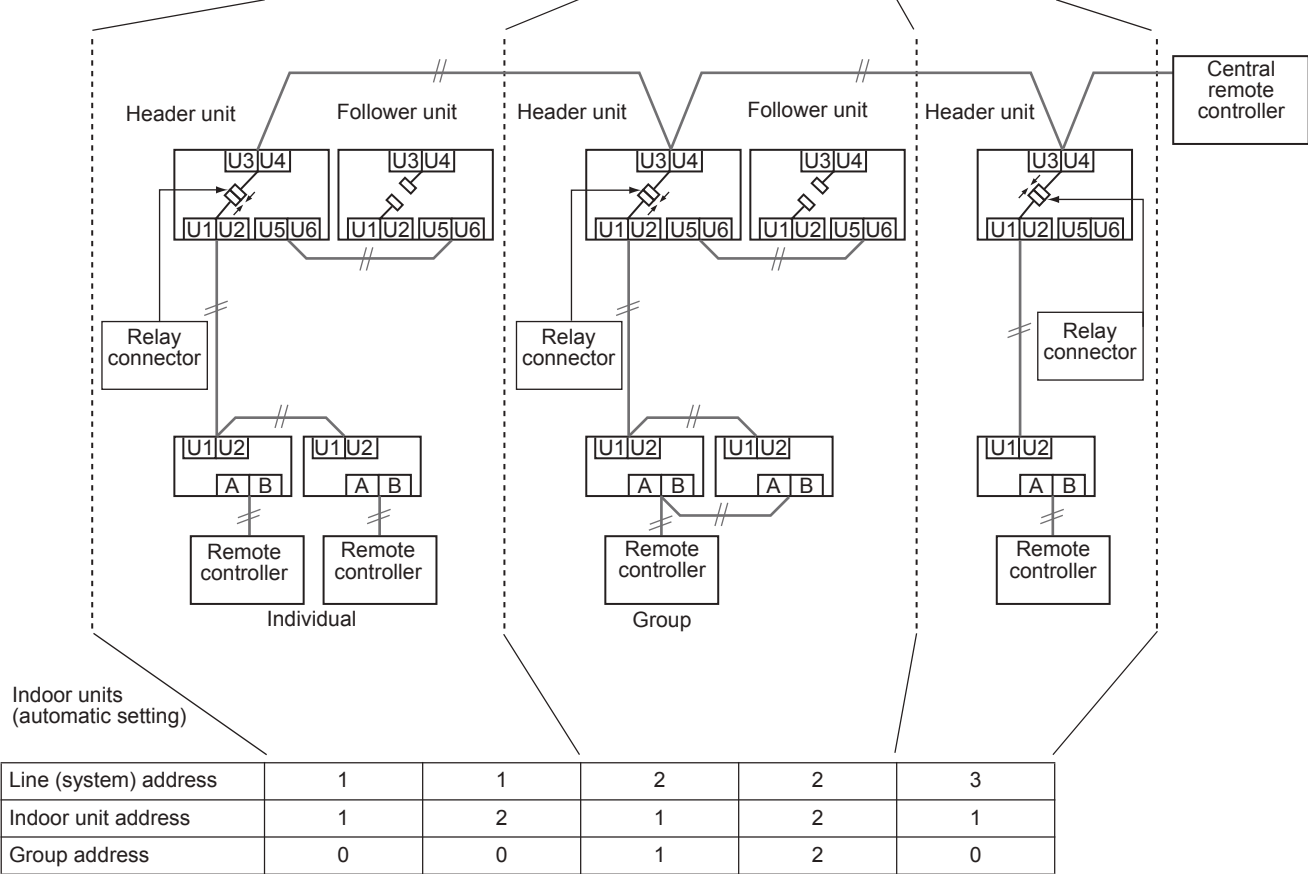 Central
remote
controller
Header unit
Follower unit
Header unit
Follower unit
Header unit
U3 U4
U3 U4
U3 U4
U3 U4
U3 U4
U1 U2 U5 U6
U1 U2 U5 U6
U1 U2 U5 U6
U1 U2 U5 U6
U1 U2 U5 U6
Relay
connector
Relay
connector
Relay
connector
U1 U2
U1 U2
U1 U2
U1 U2
U1 U2
A B
A B
A B
A B
A B
Remote
controller
Remote
controller
Remote
controller
Remote
controller
Individual
Group
Indoor units
(automatic setting)
Line (system) address 1 1 2 2 3
Indoor unit address 1 2 1 2 1
Group address 0 0 1 2 0